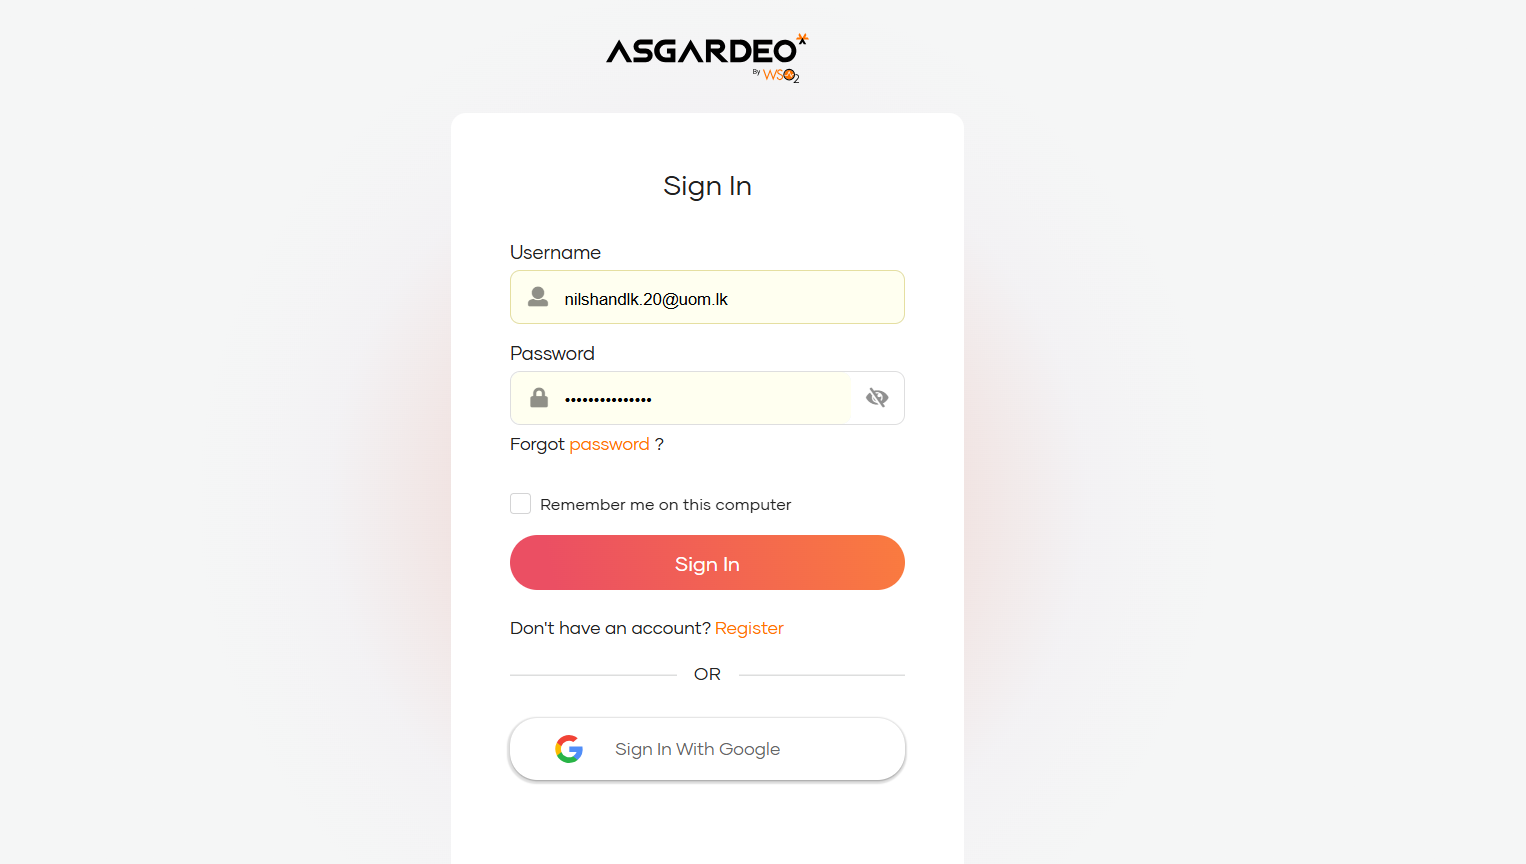 ASGARDEO
By WSO2
Sign In
Username
nilshandlk.20@uom.lk
Password
•••••••••••••••
Forgot password ?
Remember me on this computer
Sign In
Don't have an account? Register
OR
Sign In With Google